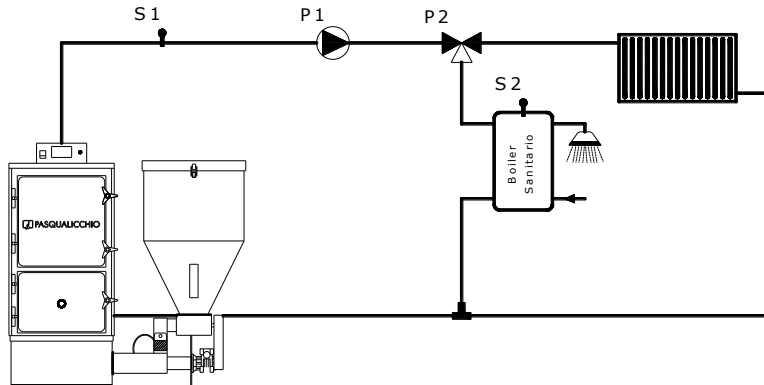 S1
P1
P2
S2
Boiler
Sanitario
PASQUALICCHIO